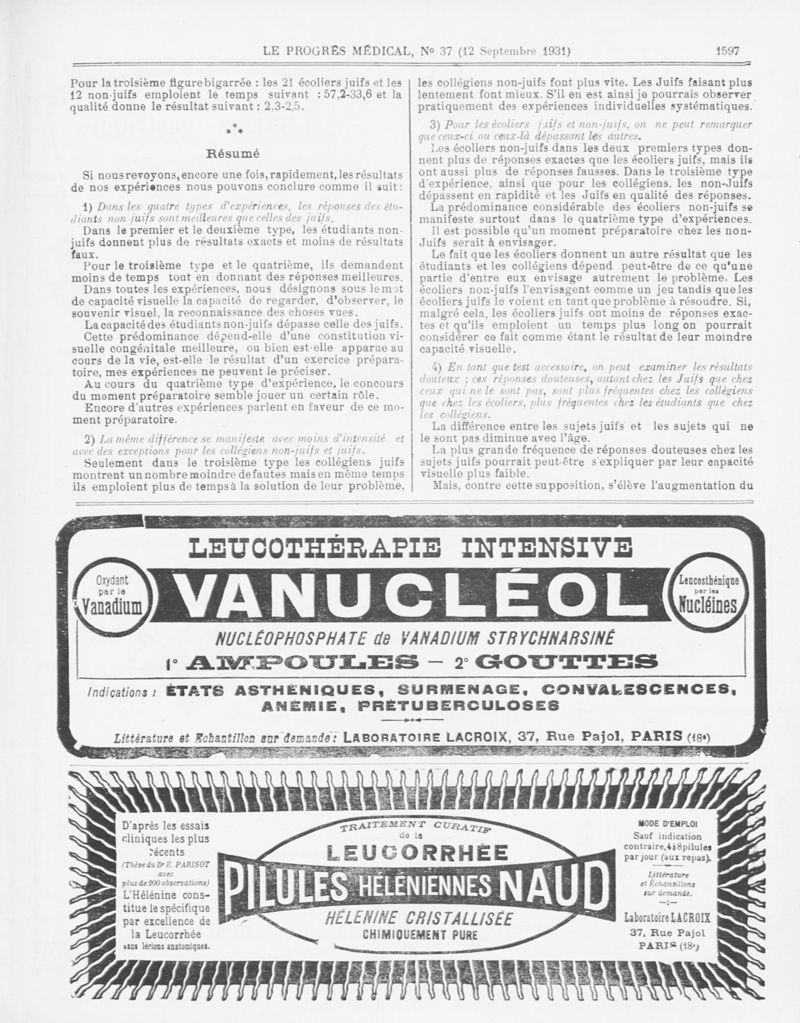 LE PROGRÈS MÉDICAL, No 37 (12 Septembre 1931)
1597
Pour la troisième figure bigarrée : les 21 écoliers juifs et les
12 non-juifs emploient le temps suivant : 57,2-33,6 et la
qualité donne le résultat suivant : 2,3-2,5.
* * *
Résumé
Si nous revoyons, encore une fois, rapidement, les résultats
de nos expériences nous pouvons conclure comme il suit :
1) Dans les quatre types d'expériences, les réponses des étu-
diants non juifs sont meilleures que celles des juifs.
Dans le premier et le deuxième type, les étudiants non-
juifs donnent plus de résultats exacts et moins de résultats
faux.
Pour le troisième type et le quatrième, ils demandent
moins de temps tout en donnant des réponses meilleures.
Dans toutes les expériences, nous désignons sous le mot
de capacité visuelle la capacité de regarder, d'observer, le
souvenir visuel, la reconnaissance des choses vues.
La capacité des étudiants non-juifs dépasse celle des juifs.
Cette prédominance dépend-elle d'une constitution vi-
suelle congénitale meilleure, ou bien est-elle apparue au
cours de la vie, est-elle le résultat d'un exercice prépara-
toire, mes expériences ne peuvent le préciser.
Au cours du quatrième type d'expérience, le concours
du moment préparatoire semble jouer un certain rôle.
Encore d'autres expériences parlent en faveur de ce mo-
ment préparatoire.
2) La même différence se manifeste avec moins d'intensité et
avec des exceptions pour les collégiens non-juifs et juifs.
Seulement dans le troisième type les collégiens juifs
montrent un nombre moindre de fautes mais en même temps
ils emploient plus de temps à la solution de leur problème,
les collégiens non-juifs font plus vite. Les Juifs faisant plus
lentement font mieux. S'il en est ainsi je pourrais observer
pratiquement des expériences individuelles systématiques.
3) Pour les écoliers juifs et non-juifs, on ne peut remarquer
que ceux-ci ou ceux-là dépassant les autres.
Les écoliers non-juifs dans les deux premiers types don-
nent plus de réponses exactes que les écoliers juifs, mais ils
ont aussi plus de réponses fausses. Dans le troisième type
d'expérience, ainsi que pour les collégiens, les non-Juifs
dépassent en rapidité et les Juifs en qualité des réponses.
La prédominance considérable des écoliers non-juifs se
manifeste surtout dans le quatrième type d'expériences.
Il est possible qu'un moment préparatoire chez les non-
Juifs serait à envisager.
Le fait que les écoliers donnent un autre résultat que les
étudiants et les collégiens dépend peut-être de ce qu'une
partie d'entre eux envisage autrement le problème. Les
écoliers non-juifs l'envisagent comme un jeu tandis que les
écoliers juifs le voient en tant que problème à résoudre. Si,
malgré cela, les écoliers juifs ont moins de réponses exac-
tes et qu'ils emploient un temps plus long on pourrait
considérer ce fait comme étant le résultat de leur moindre
capacité visuelle.
4) En tant que test accessoire, on peut examiner les résultats
douteux ; ces réponses douteuses, autant chez les Juifs que chez
ceux qui ne le sont pas, sont plus fréquentes chez les collégiens
que chez les écoliers, plus fréquentes chez les étudiants que chez
les collégiens.
La différence entre les sujets juifs et les sujets qui ne
le sont pas diminue avec l'âge.
La plus grande fréquence de réponses douteuses chez les
sujets juifs pourrait peut-être s'expliquer par leur capacité
visuelle plus faible.
Mais, contre cette supposition, s'élève l'augmentation du
LEUCOTHÉRAPIE INTENSIVE
Oxydant
par le
Vanadium
VANUCLÉOL
Leucosthénique
par les
Nucléines
NUCLÉOPHOSPHATE de VANADIUM STRYCHNARSINÉ
1° AMPOULES — 2° GOUTTES
Indications : ÉTATS ASTHÉNIQUES, SURMENAGE, CONVALESCENCES,
ANÉMIE, PRÉTUBERCULOSES
Littérature et Echantillon sur demande : LABORATOIRE LACROIX, 37, Rue Pajol, PARIS (18e)
D'après les essais
cliniques les plus
récents
(Thèse du Dr E. PARISOT
avec
plus de 200 observations)
L'Hélénine cons-
titue le spécifique
par excellence de
la Leucorrhée
sans lésions anatomiques.
TRAITEMENT CURATIF
de la
LEUCORRHÉE
PILULES HÉLÉNIENNES NAUD
HÉLÉNINE CRISTALLISÉE
CHIMIQUEMENT PURE
MODE D'EMPLOI
Sauf indication
contraire, 4 à 8 pilules
par jour (aux repas).
Littérature
et Échantillons
sur demande.
Laboratoire LACROIX
37, Rue Pajol
PARIS (18e)